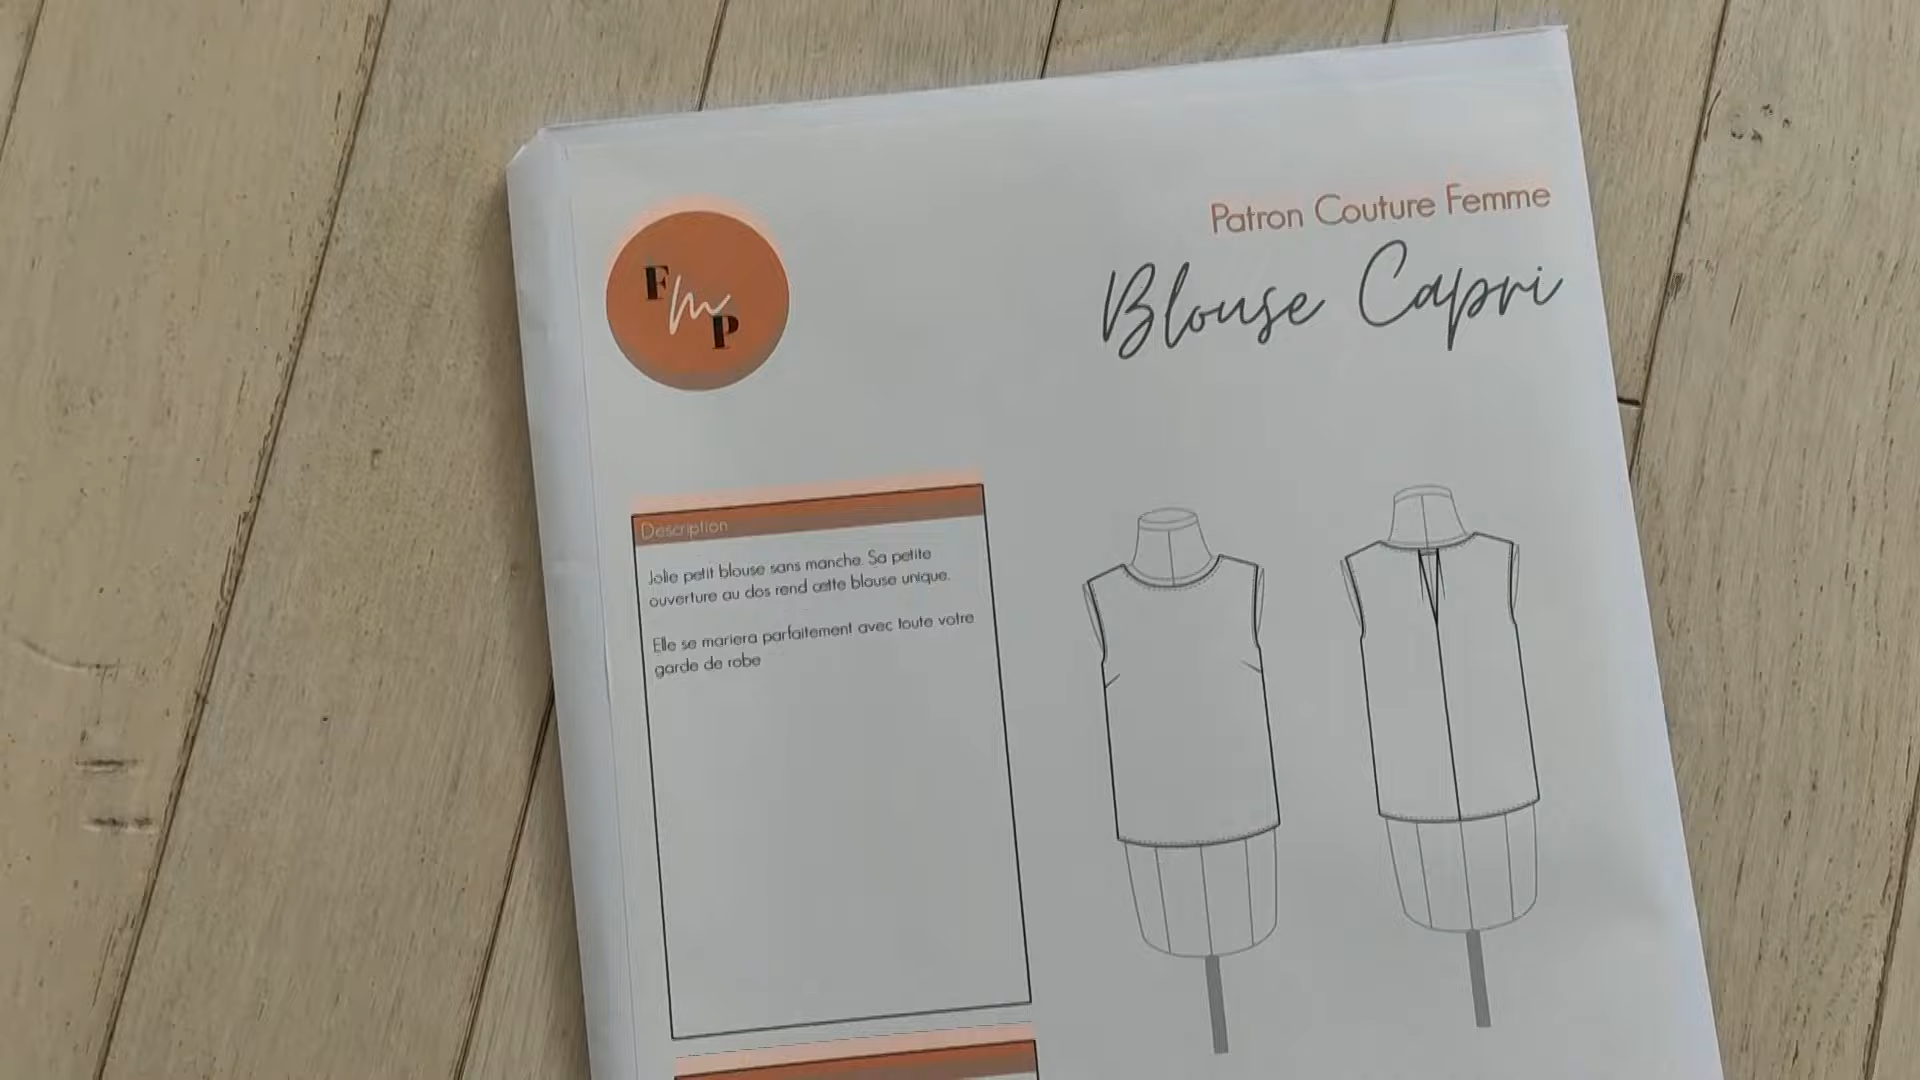 F
m
P
Patron Couture Femme
Blouse Capri
Description
Jolie petit blouse sans manche. Sa petite
ouverture au dos rend cette blouse unique.
Elle se mariera parfaitement avec toute votre
garde de robe